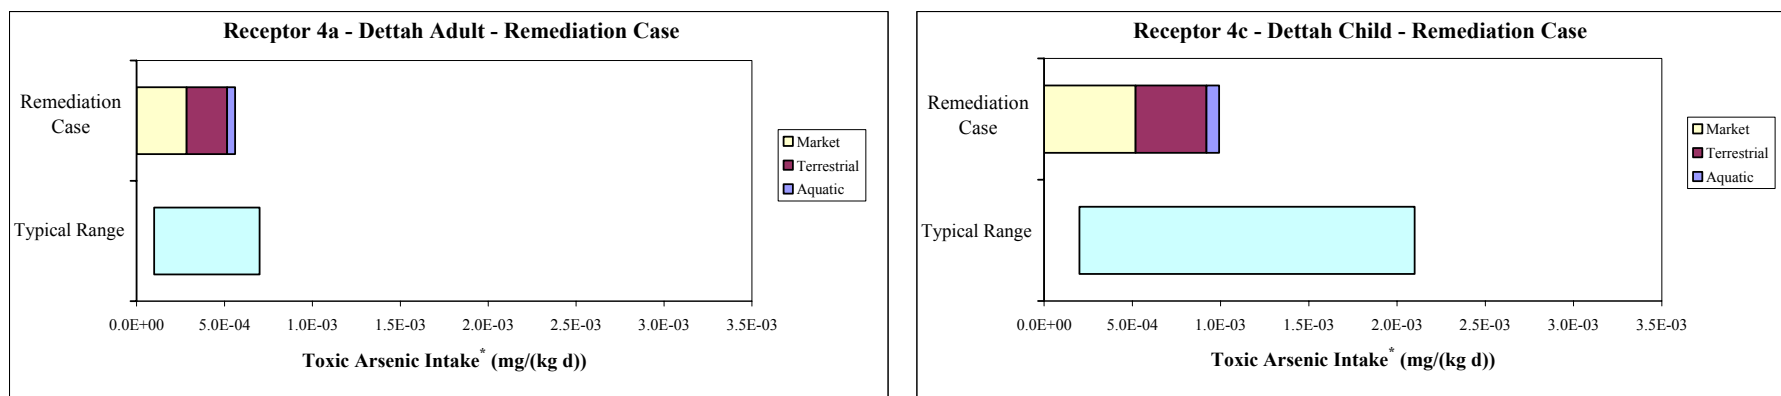 Receptor 4a - Dettah Adult - Remediation Case
Remediation
Case
Typical Range
Market
Terrestrial
Aquatic
0.0E+00 5.0E-04 1.0E-03 1.5E-03 2.0E-03 2.5E-03 3.0E-03 3.5E-03
Toxic Arsenic Intake* (mg/(kg d))
Receptor 4c - Dettah Child - Remediation Case
Remediation
Case
Typical Range
Market
Terrestrial
Aquatic
0.0E+00 5.0E-04 1.0E-03 1.5E-03 2.0E-03 2.5E-03 3.0E-03 3.5E-03
Toxic Arsenic Intake* (mg/(kg d))